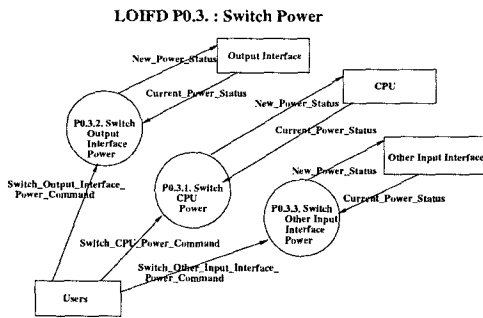 LOIFD P0.3. : Switch Power
Output Interface
New_Power_Status
CPU
Current_Power_Status
New_Power_Status
P0.3.2. Switch
Output
Interface
Power
Current_Power_Status
Other Input Interface
New_Power_Status
Switch_Output_Interface_
Power_Command
P0.3.1. Switch
CPU
Power
Current_Power_Status
P0.3.3. Switch
Other Input
Interface
Power
Switch_CPU_Power_Command
Switch_Other_Input_Interface_
Power_Command
Users